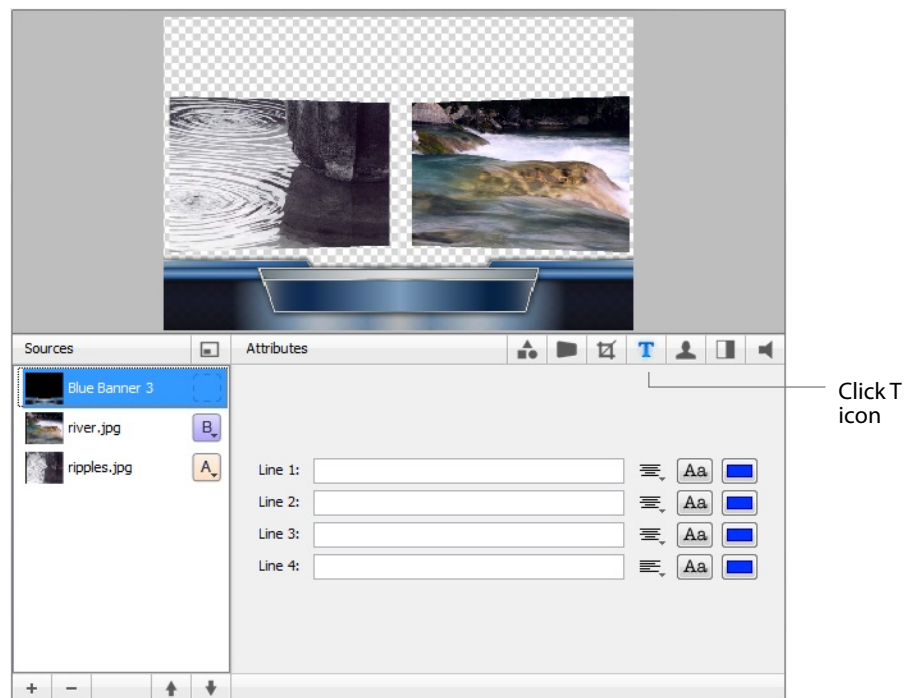 Sources
Attributes
T
Click T
icon
Blue Banner 3
river.jpg
B
ripples.jpg
A
Line 1:
Aa
Line 2:
Aa
Line 3:
Aa
Line 4:
Aa